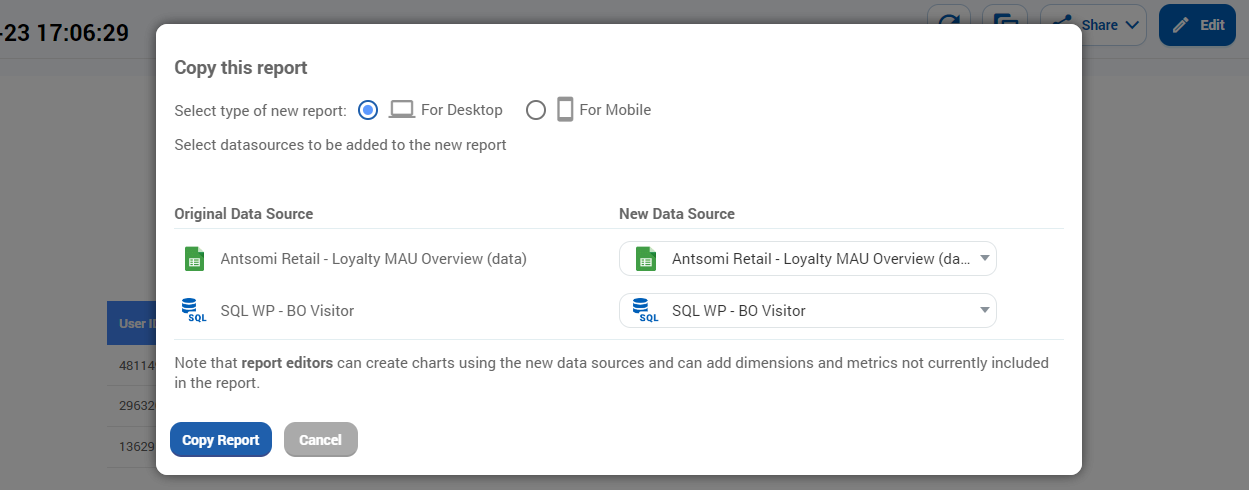 -23 17:06:29
Share
Edit
Copy this report
Select type of new report: For Desktop For Mobile
Select datasources to be added to the new report
Original Data Source New Data Source
Antsomi Retail - Loyalty MAU Overview (data) Antsomi Retail - Loyalty MAU Overview (da...
SQL SQL WP - BO Visitor SQL SQL WP - BO Visitor
User I
48114
29632
13629
Note that report editors can create charts using the new data sources and can add dimensions and metrics not currently included
in the report.
Copy Report Cancel